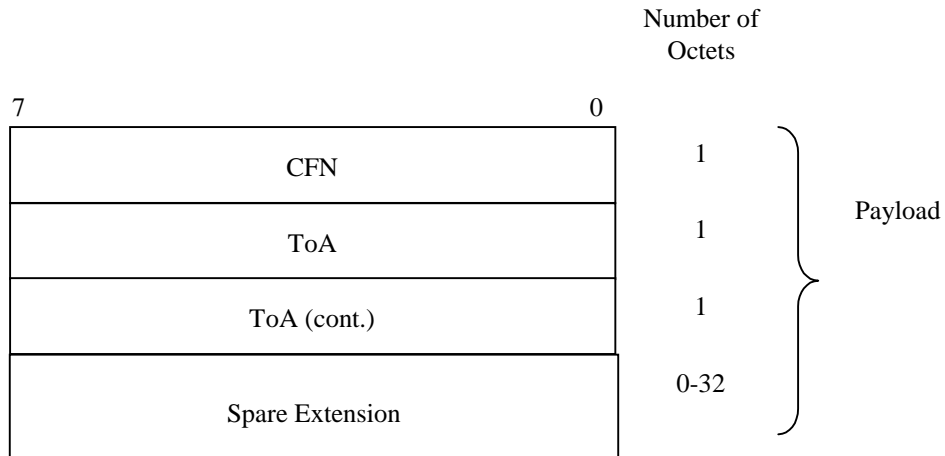 Number of
Octets
7 0
CFN 1
Payload
ToA 1
ToA (cont.) 1
0-32
Spare Extension